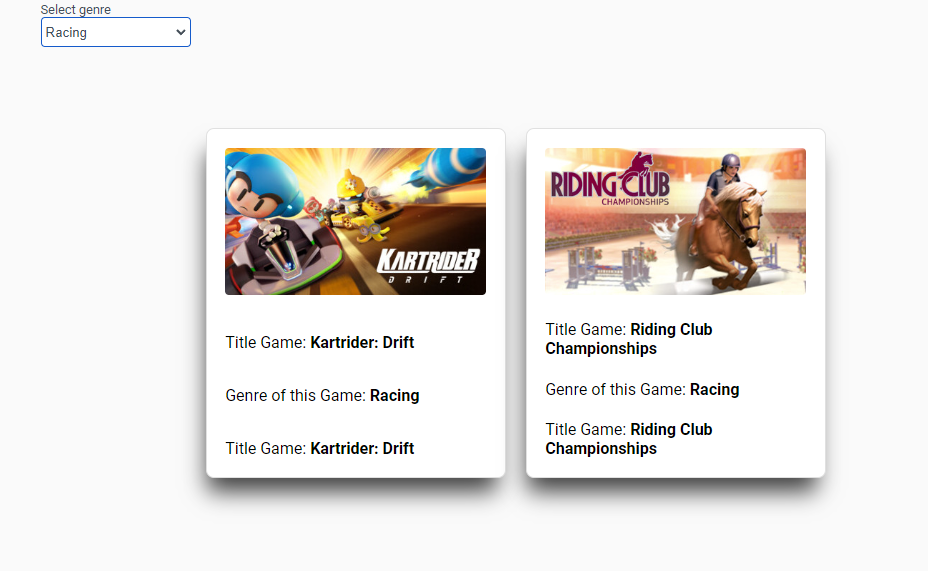 Select genre
Racing
KARTRIDER
DRIFT
Title Game: Kartrider: Drift
Genre of this Game: Racing
Title Game: Kartrider: Drift
RIDING CLUB
CHAMPIONSHIPS
Title Game: Riding Club
Championships
Genre of this Game: Racing
Title Game: Riding Club
Championships